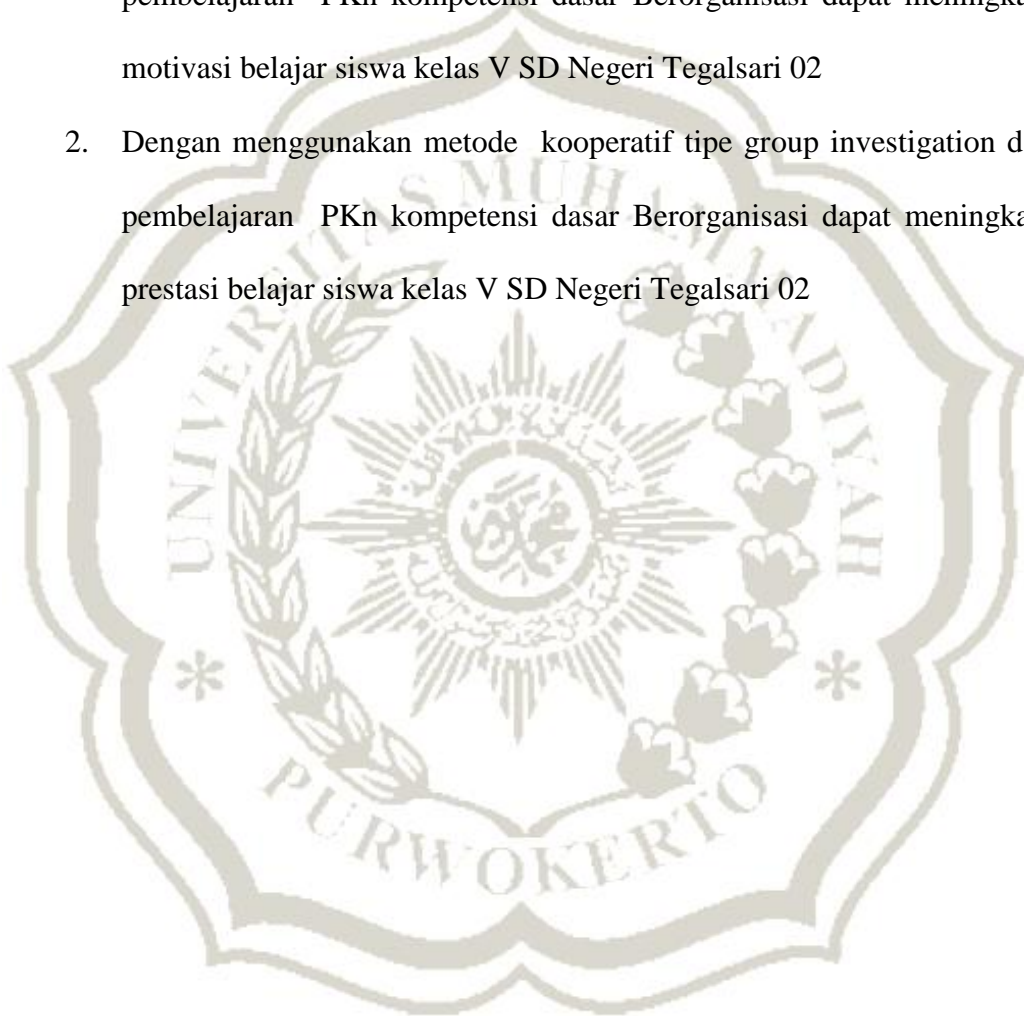 pembelajaran PKn kompetensi dasar Berorganisasi dapat meningka
motivasi belajar siswa kelas V SD Negeri Tegalsari 02
2. Dengan menggunakan metode kooperatif tipe group investigation d
pembelajaran PKn kompetensi dasar Berorganisasi dapat meningka
prestasi belajar siswa kelas V SD Negeri Tegalsari 02
UNIVERSITAS MUHAMMADIYAH
PURWOKERTO